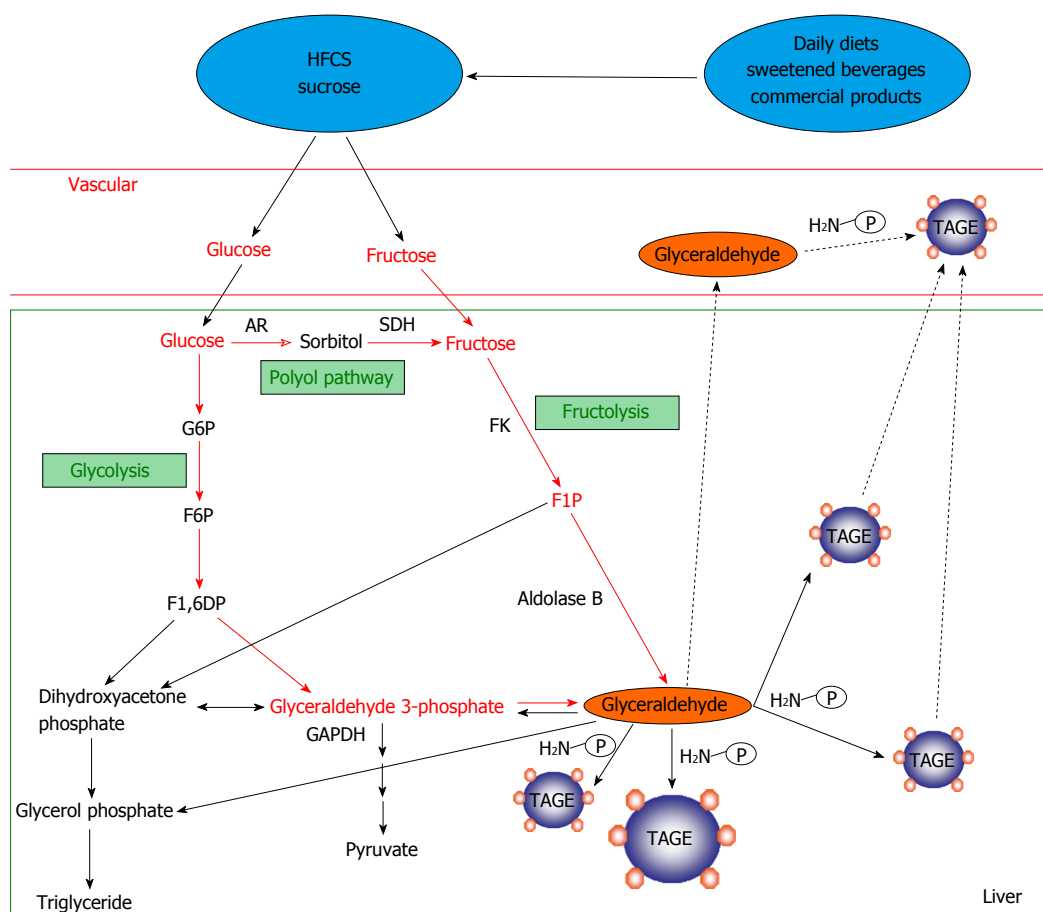 HFCS
sucrose
Daily diets
sweetened beverages
commercial products
Vascular
Glucose
Fructose
Glyceraldehyde
H₂N P
TAGE
Glucose
AR
Sorbitol
SDH
Fructose
Polyol pathway
Fructolysis
FK
G6P
Glycolysis
F1P
F6P
TAGE
Aldolase B
F1,6DP
Dihydroxyacetone
phosphate
Glyceraldehyde 3-phosphate
Glyceraldehyde
H₂N P
GAPDH
H₂N P
H₂N P
TAGE
Glycerol phosphate
TAGE
TAGE
Pyruvate
Triglyceride
Liver